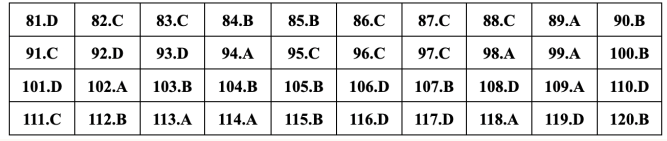 81.D 82.C 83.C 84.B 85.B 86.C 87.C 88.C 89.A 90.B
91.C 92.D 93.D 94.A 95.C 96.C 97.C 98.A 99.A 100.B
101.D 102.A 103.B 104.B 105.B 106.D 107.B 108.D 109.A 110.D
111.C 112.B 113.A 114.A 115.B 116.D 117.D 118.A 119.D 120.B